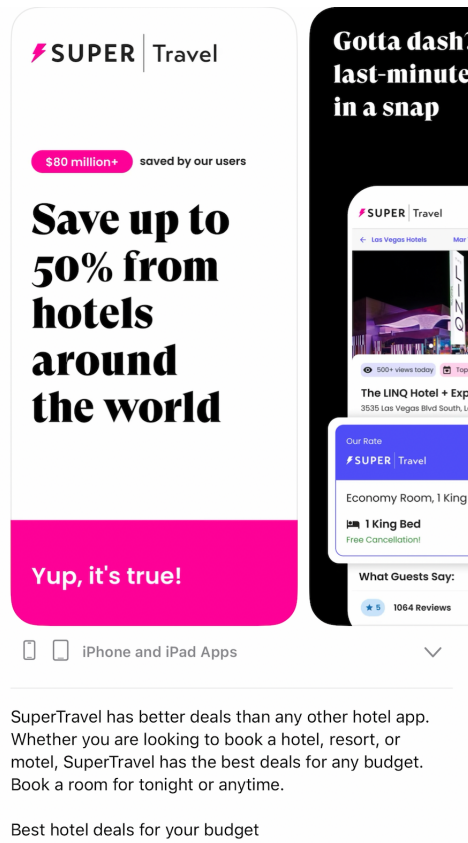 SUPER Travel
$80 million+ saved by our users
Save up to
50% from
hotels
around
the world
Yup, it's true!
Gotta dash?
last-minute
in a snap
SUPER Travel
← Las Vegas Hotels Mar
LINQ
500+ views today Top
The LINQ Hotel + Exp
3535 Las Vegas Blvd South, L
Our Rate
SUPER Travel
Economy Room, 1 King
1 King Bed
Free Cancellation!
What Guests Say:
★ 5 1064 Reviews
iPhone and iPad Apps
SuperTravel has better deals than any other hotel app.
Whether you are looking to book a hotel, resort, or
motel, SuperTravel has the best deals for any budget.
Book a room for tonight or anytime.
Best hotel deals for your budget